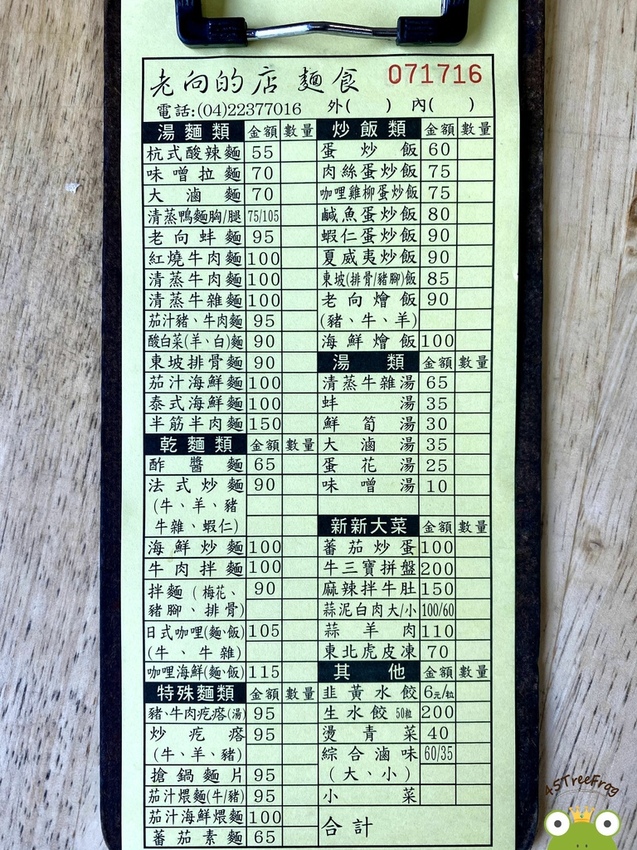 老向的店 麵食 071716
電話:(04)22377016 外( ) 內( )
湯麵類 金額 數量
杭式酸辣麵 55
味噌拉麵 70
大滷麵 70
清蒸鴨麵胸/腿 75/105
老向蚌麵 95
紅燒牛肉麵 100
清蒸牛肉麵 100
清蒸牛雜麵 100
茄汁豬、牛肉麵 95
酸白菜(羊、白)麵 90
東坡排骨麵 90
茄汁海鮮麵 100
泰式海鮮麵 100
半筋半肉麵 150
乾麵類 金額 數量
酢醬麵 65
法式炒麵 90
(牛、羊、豬
牛雜、蝦仁)
海鮮炒麵 100
牛肉拌麵 100
拌麵(梅花、 90
豬腳、排骨)
日式咖哩(麵、飯) 105
(牛、牛雜)
咖哩海鮮(麵、飯) 115
特殊麵類 金額 數量
豬、牛肉疙瘩(湯) 95
炒疙瘩 95
(牛、羊、豬)
搶鍋麵片 95
茄汁煨麵(牛/豬) 95
茄汁海鮮煨麵 100
蕃茄素麵 65
炒飯類 金額 數量
蛋炒飯 60
肉絲蛋炒飯 75
咖哩雞柳蛋炒飯 75
鹹魚蛋炒飯 80
蝦仁蛋炒飯 90
夏威夷炒飯 90
東坡(排骨/豬腳)飯 85
老向燴飯 90
(豬、牛、羊)
海鮮燴飯 100
湯類 金額 數量
清蒸牛雜湯 65
蚌湯 35
鮮筍湯 30
大滷湯 35
蛋花湯 25
味噌湯 10
新新大菜 金額 數量
蕃茄炒蛋 100
牛三寶拼盤 200
麻辣拌牛肚 150
蒜泥白肉大/小 100/60
蒜羊肉 110
東北虎皮凍 70
其他 金額 數量
韭黃水餃 6元/粒
生水餃 50粒 200
燙青菜 40
綜合滷味 60/35
(大、小)
小菜
合計
45TreeFrog